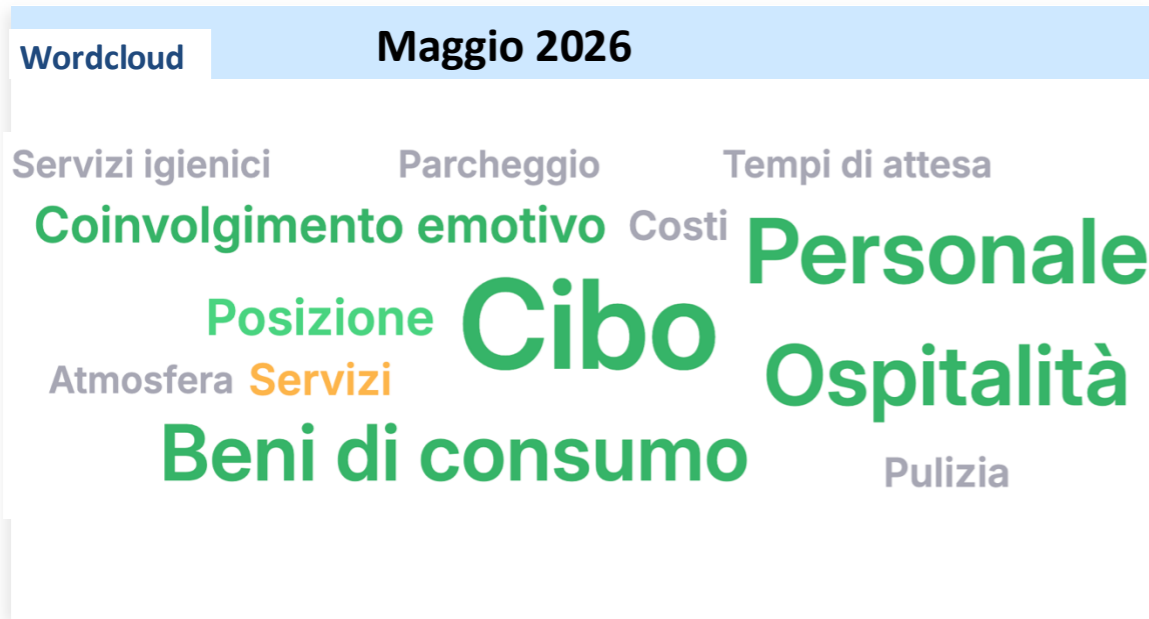 Wordcloud
Maggio 2026
Servizi igienici
Parcheggio
Tempi di attesa
Coinvolgimento emotivo
Costi
Personale
Posizione
Cibo
Atmosfera
Servizi
Ospitalità
Beni di consumo
Pulizia